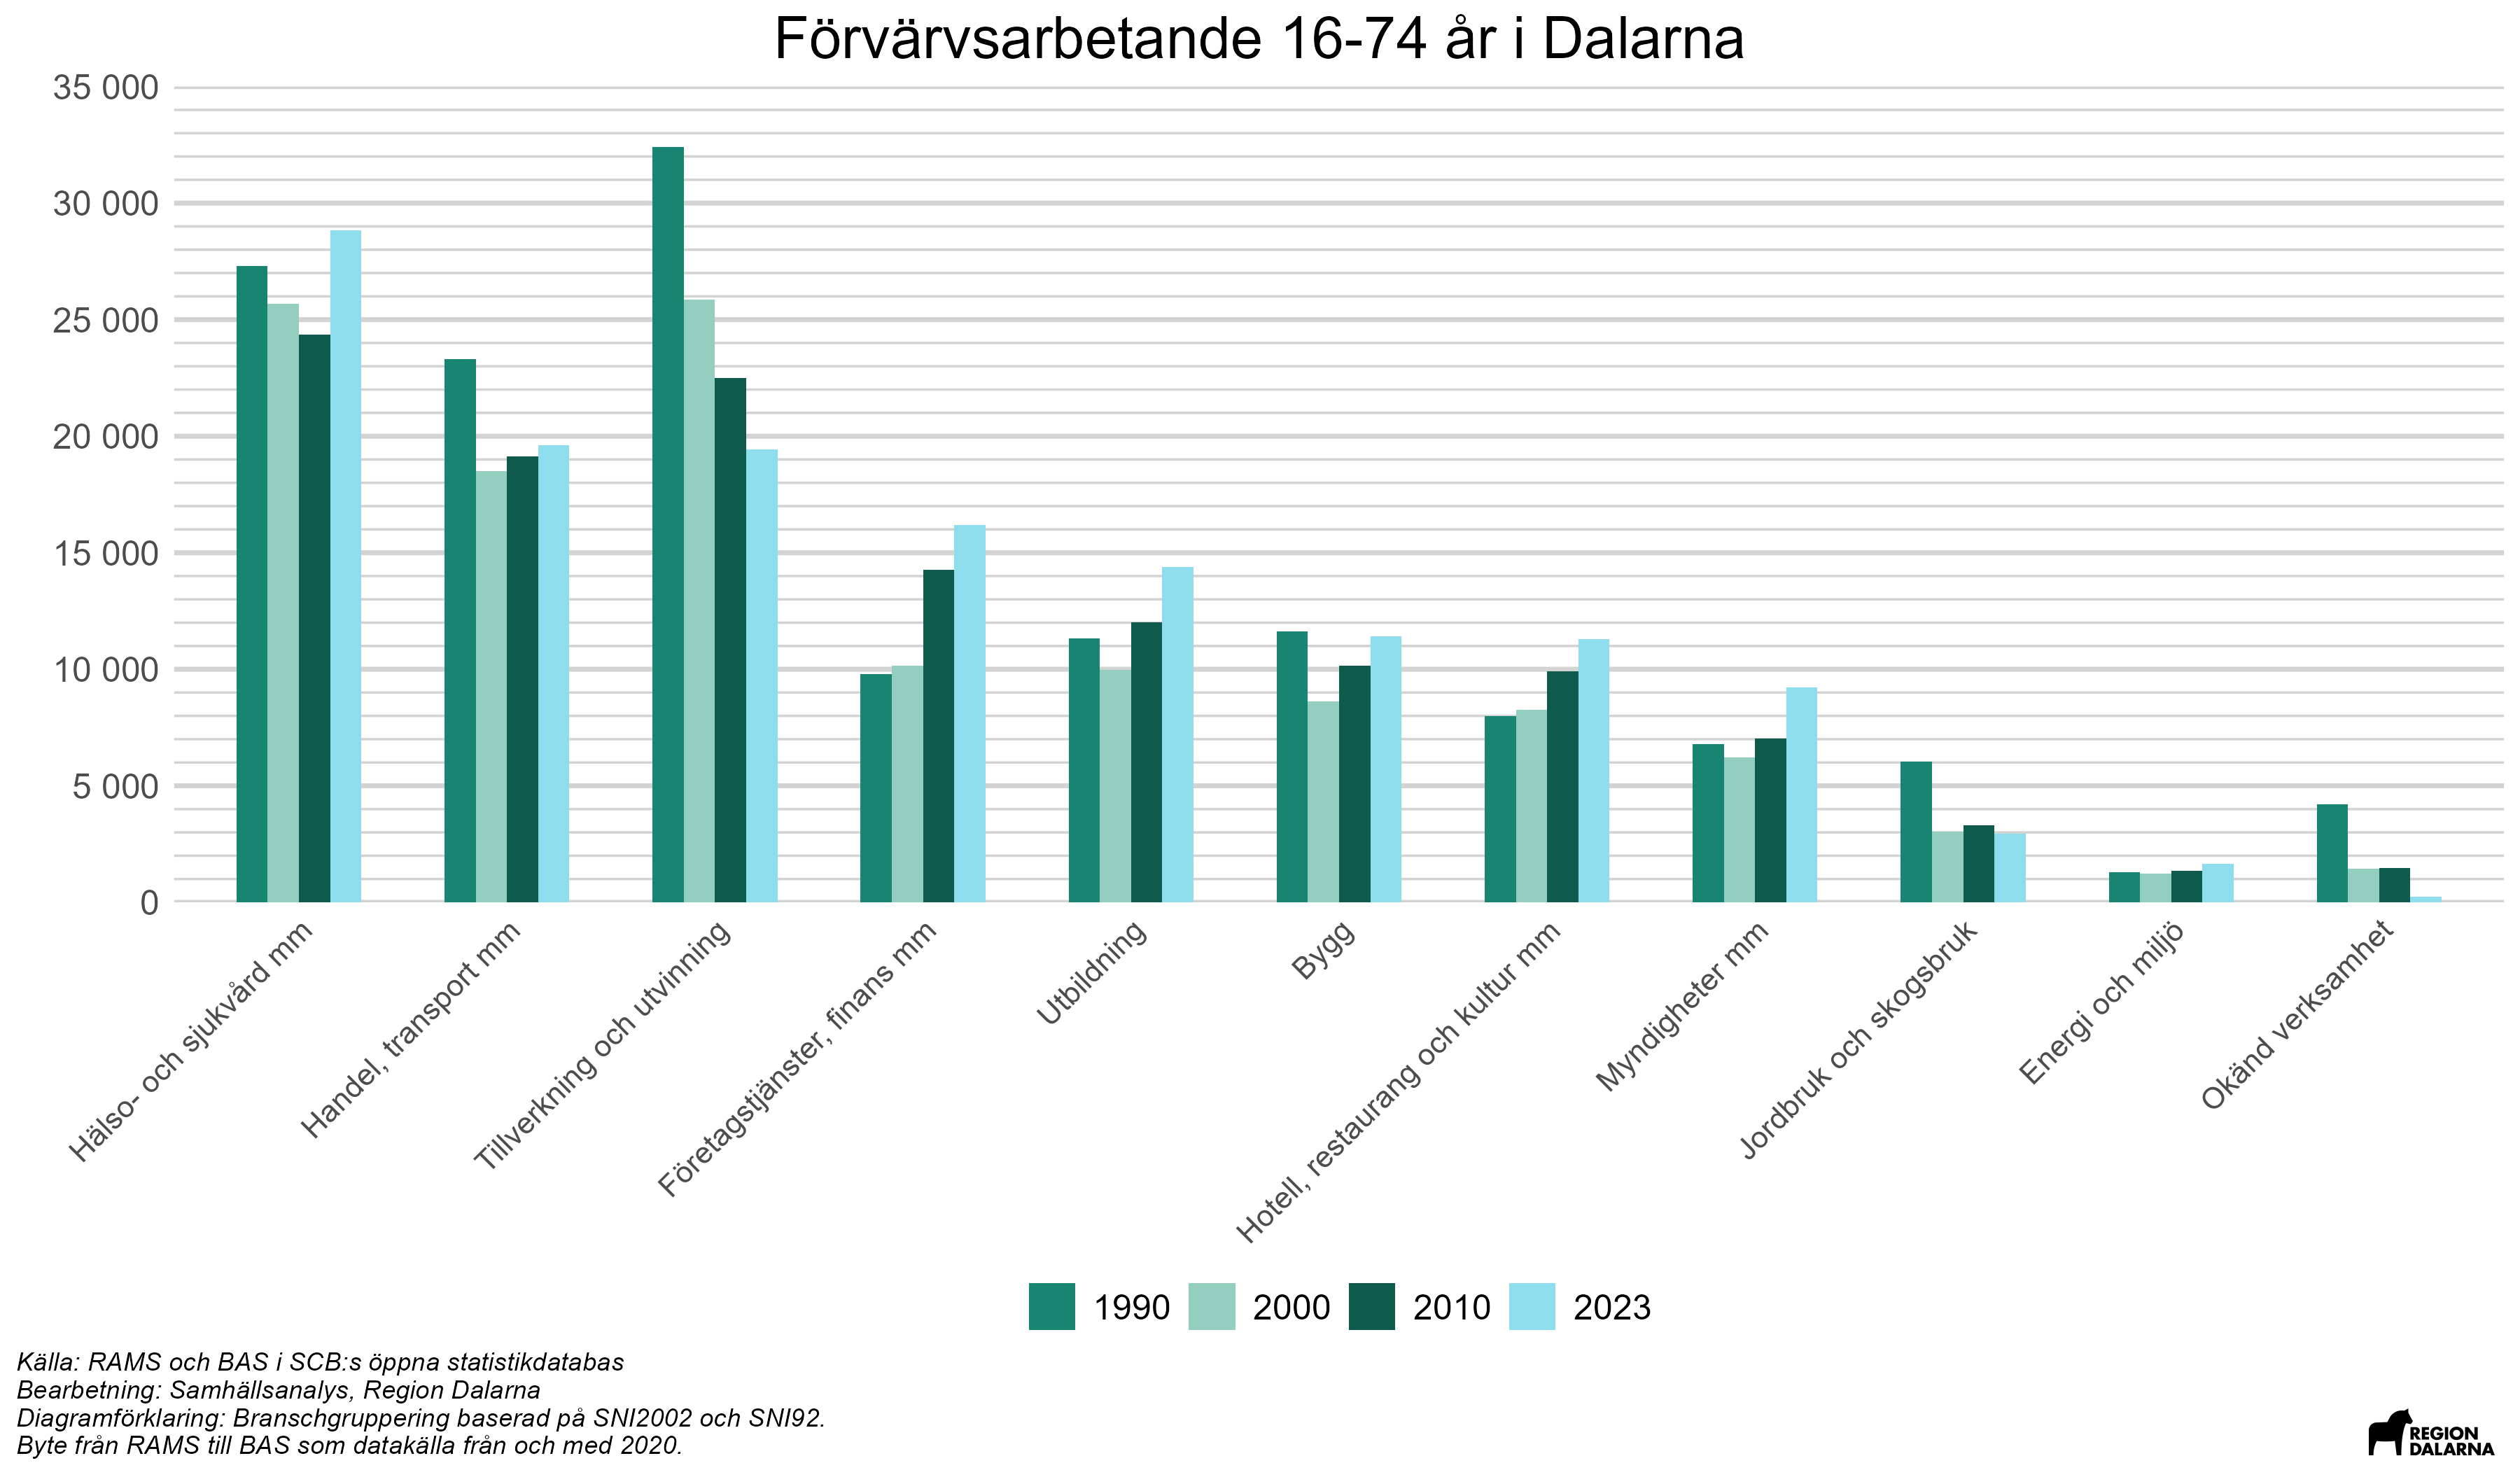 Förvärvsarbetande 16-74 år i Dalarna
35 000
30 000
25 000
20 000
15 000
10 000
5 000
0
Hälso- och sjukvård mm
Handel, transport mm
Tillverkning och utvinning
Företagstjänster, finans mm
Utbildning
Bygg
Hotell, restaurang och kultur mm
Myndigheter mm
Jordbruk och skogsbruk
Energi och miljö
Okänd verksamhet
1990 2000 2010 2023
Källa: RAMS och BAS i SCB:s öppna statistikdatabas
Bearbetning: Samhällsanalys, Region Dalarna
Diagramförklaring: Branschgruppering baserad på SNI2002 och SNI92.
Byte från RAMS till BAS som datakälla från och med 2020.
REGION
DALARNA